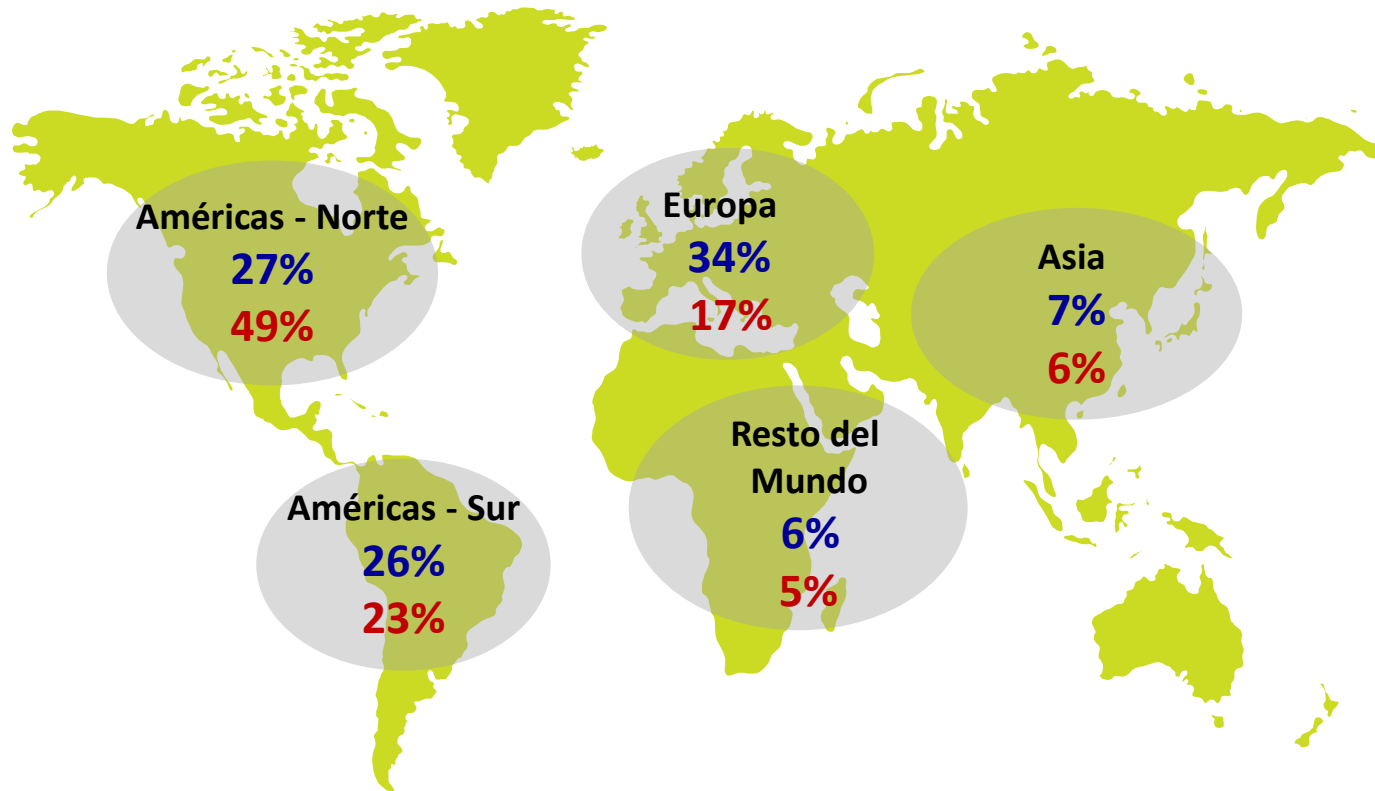 Américas - Norte
27%
49%
Europa
34%
17%
Asia
7%
6%
Resto del
Mundo
6%
5%
Américas - Sur
26%
23%